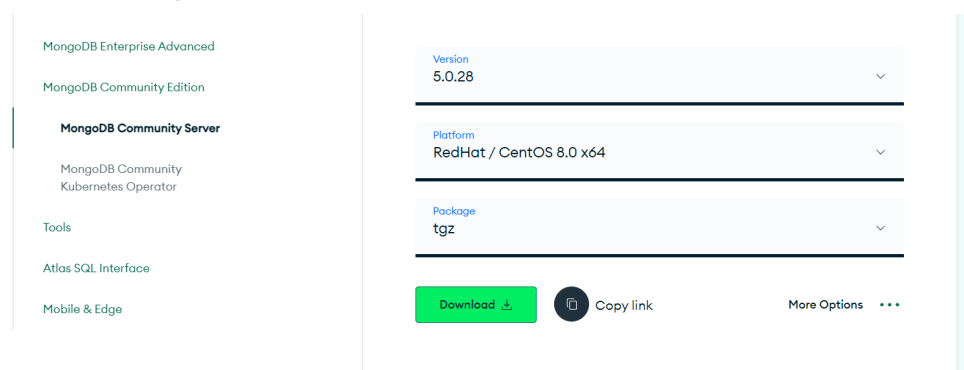 MongoDB Enterprise Advanced
MongoDB Community Edition
MongoDB Community Server
MongoDB Community
Kubernetes Operator
Tools
Atlas SQL Interface
Mobile & Edge
Version
5.0.28
Platform
RedHat / CentOS 8.0 x64
Package
tgz
Download
Copy link
More Options